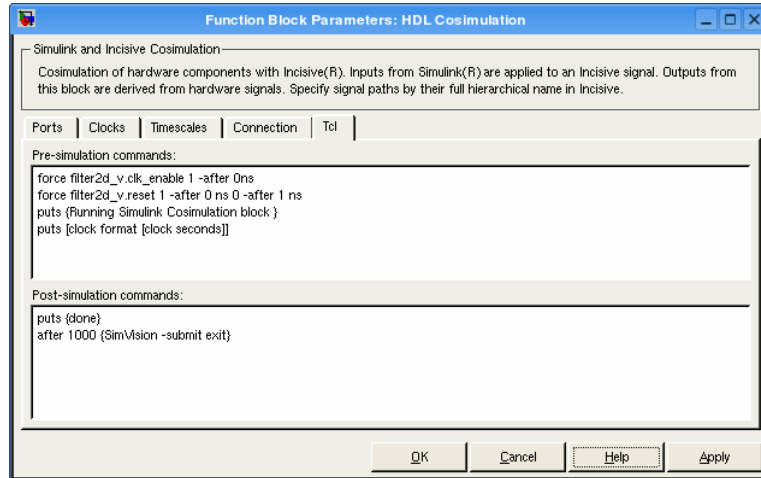 Function Block Parameters: HDL Cosimulation
Simulink and Incisive Cosimulation
Cosimulation of hardware components with Incisive(R). Inputs from Simulink(R) are applied to an Incisive signal. Outputs from
this block are derived from hardware signals. Specify signal paths by their full hierarchical name in Incisive.
Ports Clocks Timescales Connection Tcl
Pre-simulation commands:
force filter2d_v.clk_enable 1 -after 0ns
force filter2d_v.reset 1 -after 0 ns 0 -after 1 ns
puts {Running Simulink Cosimulation block }
puts [clock format [clock seconds]]
Post-simulation commands:
puts {done}
after 1000 {SimVision -submit exit}
OK Cancel Help Apply